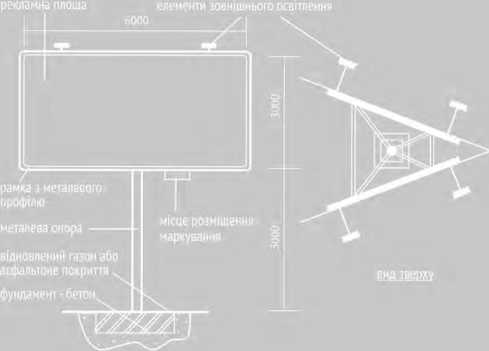 рекламна площа
елементи зовнішнього освітлення
6000
3000
рамка з металевого
профілю
металева опора
місце розміщення
маркування
3000
відновлений газон або
асфальтоне покриття
фундамент - бетон
вид зверху